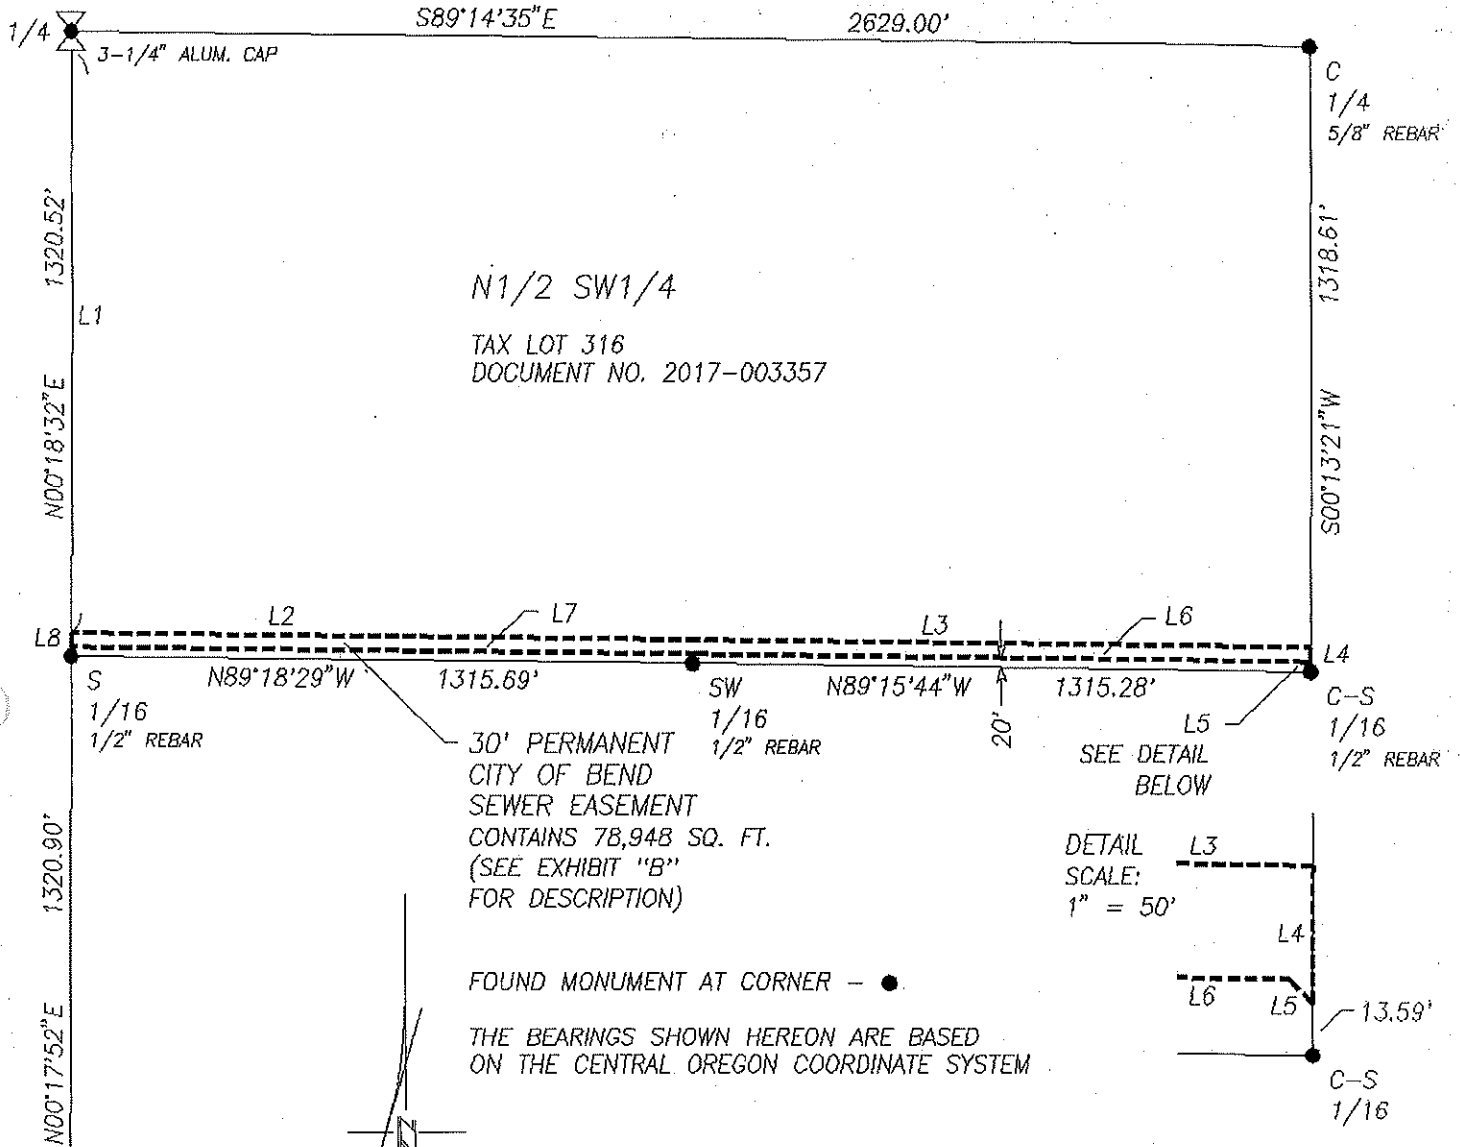 S89°14'35"E 2629.00'
1/4
3-1/4" ALUM. CAP
C
1/4
5/8" REBAR
1320.52'
L1
N00°18'32"E
1318.61'
S00°13'21"W
N1/2 SW1/4
TAX LOT 316
DOCUMENT NO. 2017-003357
L8
L2
L7
L3
L6
L4
N89°18'29"W 1315.69'
N89°15'44"W 1315.28'
20'
S
1/16
1/2" REBAR
SW
1/16
1/2" REBAR
C-S
1/16
1/2" REBAR
L5
SEE DETAIL
BELOW
30' PERMANENT
CITY OF BEND
SEWER EASEMENT
CONTAINS 78,948 SQ. FT.
(SEE EXHIBIT "B"
FOR DESCRIPTION)
1320.90'
N00°17'52"E
DETAIL
SCALE:
1" = 50'
L3
L4
L6
L5
13.59'
C-S
1/16
FOUND MONUMENT AT CORNER -
THE BEARINGS SHOWN HEREON ARE BASED
ON THE CENTRAL OREGON COORDINATE SYSTEM
N